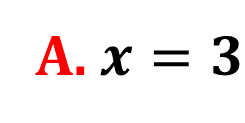 A. x = 3